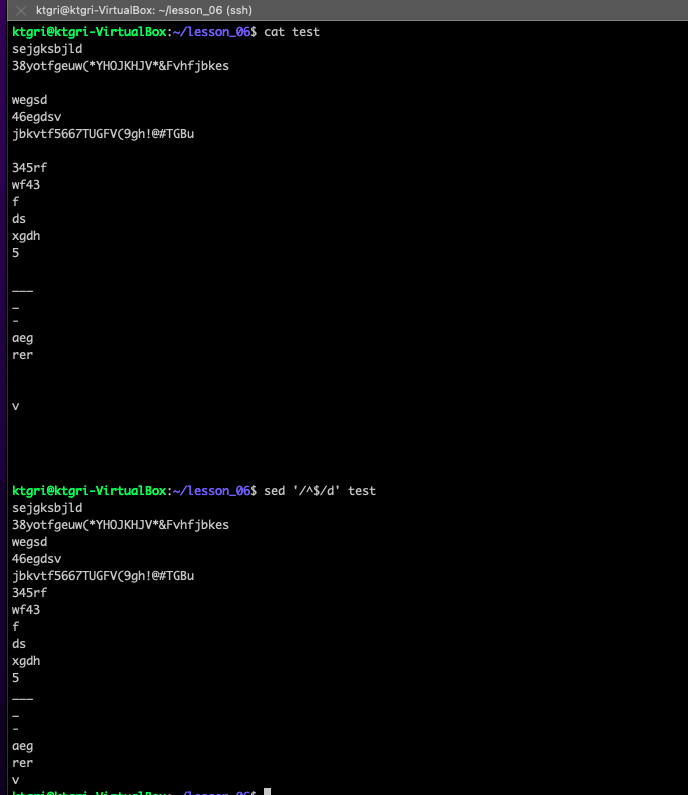 ktgri@ktgri-VirtualBox: ~/lesson_06 (ssh)
ktgri@ktgri-VirtualBox:~/lesson_06$ cat test
sejgksbjld
38yotfgeuw(*YHOJKHJV*&Fvhfjbkes
wegsd
46egdsv
jbkvtf5667TUGFV(9gh!@#TGBu
345rf
wf43
f
ds
xgdh
5
___
_
-
aeg
rer
v
ktgri@ktgri-VirtualBox:~/lesson_06$ sed '/^$/d' test
sejgksbjld
38yotfgeuw(*YHOJKHJV*&Fvhfjbkes
wegsd
46egdsv
jbkvtf5667TUGFV(9gh!@#TGBu
345rf
wf43
f
ds
xgdh
5
___
_
-
aeg
rer
v
ktgri@ktgri-VirtualBox:~/lesson_06$